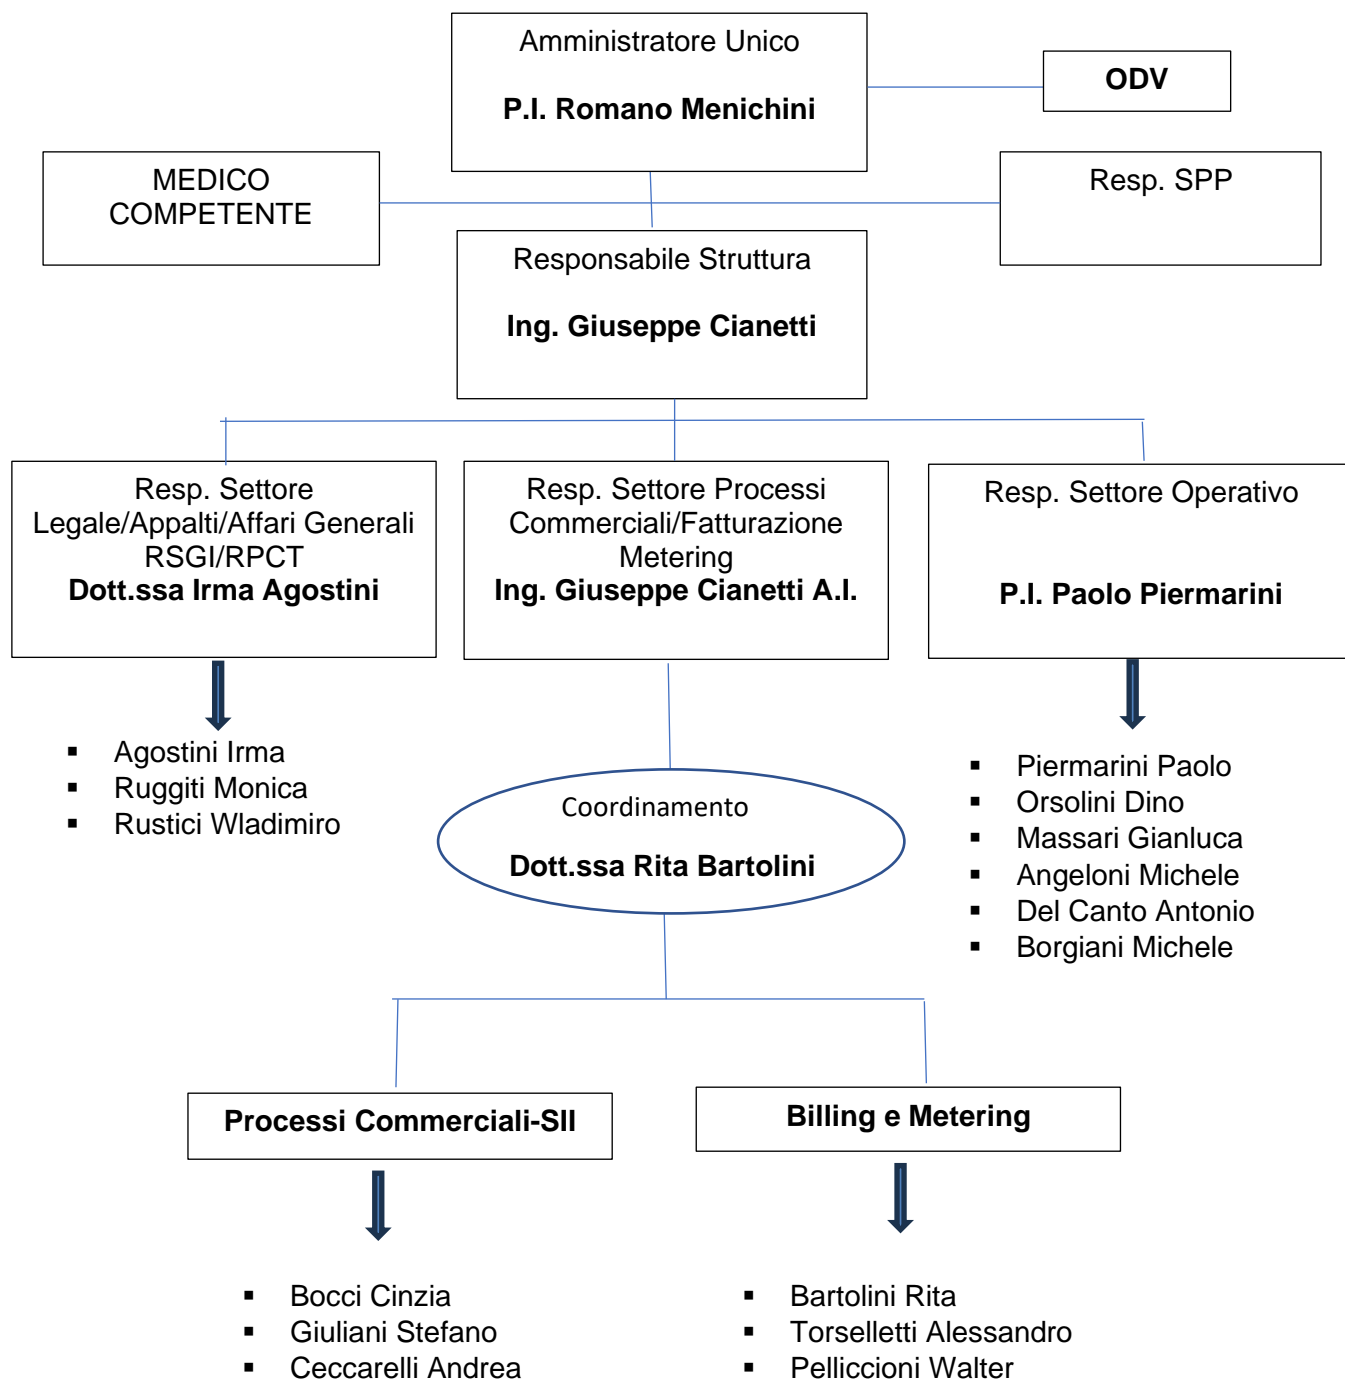 Amministratore Unico
P.I. Romano Menichini
ODV
MEDICO
COMPETENTE
Resp. SPP
Responsabile Struttura
Ing. Giuseppe Cianetti
Resp. Settore
Legale/Appalti/Affari Generali
RSGI/RPCT
Dott.ssa Irma Agostini
Resp. Settore Processi
Commerciali/Fatturazione
Metering
Ing. Giuseppe Cianetti A.I.
Resp. Settore Operativo
P.I. Paolo Piermarini
▪ Agostini Irma
▪ Ruggiti Monica
▪ Rustici Wladimiro
Coordinamento
Dott.ssa Rita Bartolini
▪ Piermarini Paolo
▪ Orsolini Dino
▪ Massari Gianluca
▪ Angeloni Michele
▪ Del Canto Antonio
▪ Borgiani Michele
Processi Commerciali-SII
Billing e Metering
▪ Bocci Cinzia
▪ Giuliani Stefano
▪ Ceccarelli Andrea
▪ Bartolini Rita
▪ Torselletti Alessandro
▪ Pelliccioni Walter